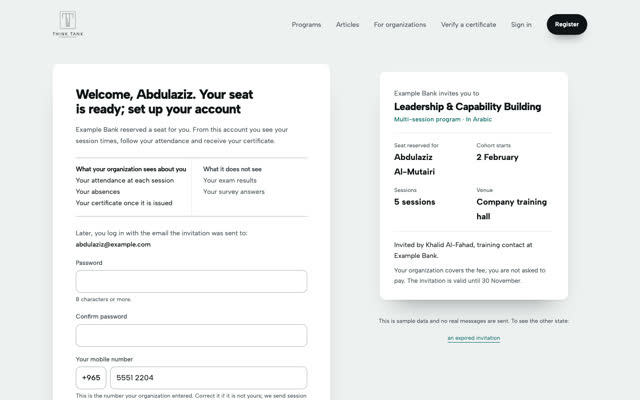 THINK TANK
Programs
Articles
For organizations
Verify a certificate
Sign in
Register
Welcome, Abdulaziz. Your seat
is ready; set up your account
Example Bank reserved a seat for you. From this account you see your
session times, follow your attendance and receive your certificate.
What your organization sees about you
Your attendance at each session
Your absences
Your certificate once it is issued
What it does not see
Your exam results
Your survey answers
Later, you log in with the email the invitation was sent to:
abdulaziz@example.com
Password
8 characters or more.
Confirm password
Your mobile number
+965
5551 2204
This is the number your organization entered. Correct it if it is not yours; we send session
Example Bank invites you to
Leadership & Capability Building
Multi-session program · In Arabic
Seat reserved for
Abdulaziz
Al-Mutairi
Cohort starts
2 February
Sessions
5 sessions
Venue
Company training
hall
Invited by Khalid Al-Fahad, training contact at
Example Bank.
Your organization covers the fee; you are not asked to
pay. The invitation is valid until 30 November.
This is sample data and no real messages are sent. To see the other state:
an expired invitation